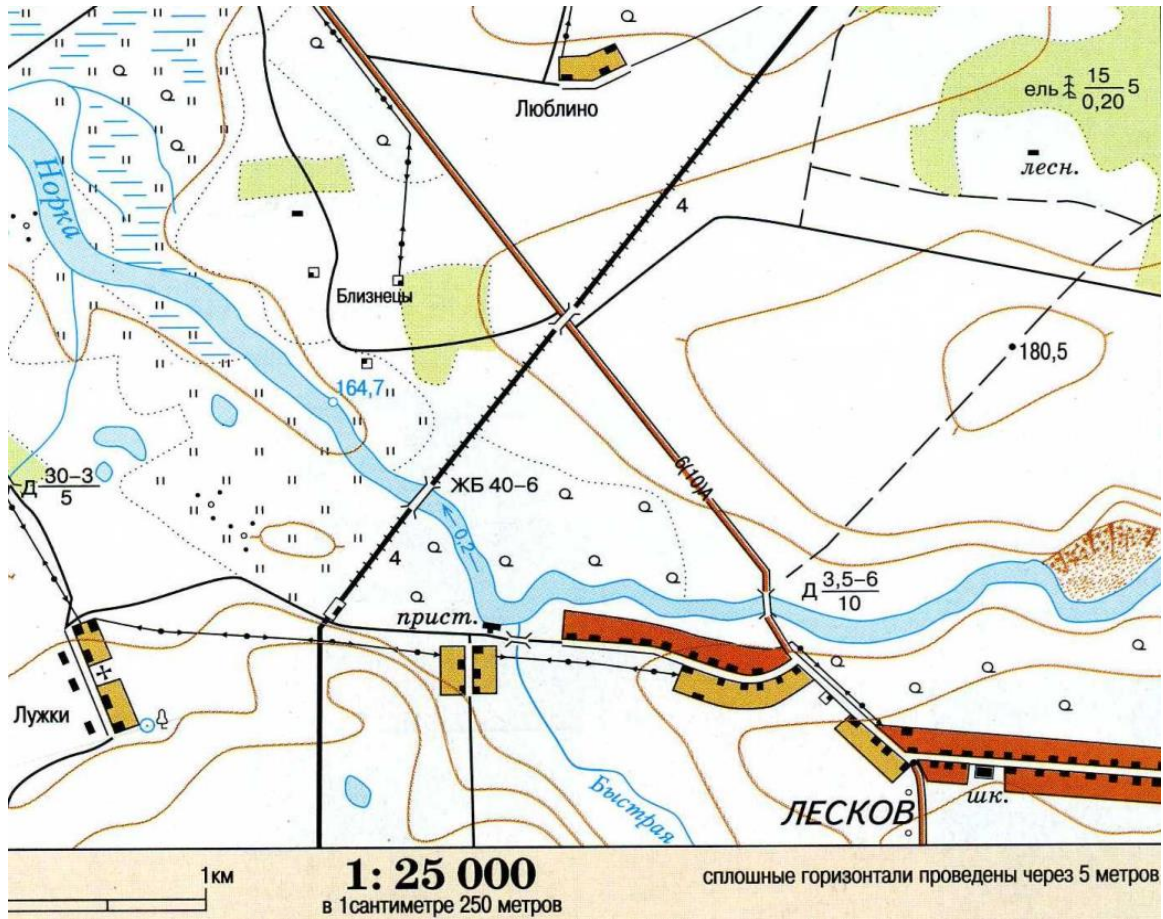 Люблино
ель 15 5
0,20
лесн.
Норка
4
Близнецы
180,5
164,7
Д 30–3
5
ЖБ 40–6
6(10)А
0,2
4
прист.
Д 3,5–6
10
Лужки
Быстрая
ЛЕСКОВ
шк.
1км
1: 25 000
в 1сантиметре 250 метров
сплошные горизонтали проведены через 5 метров